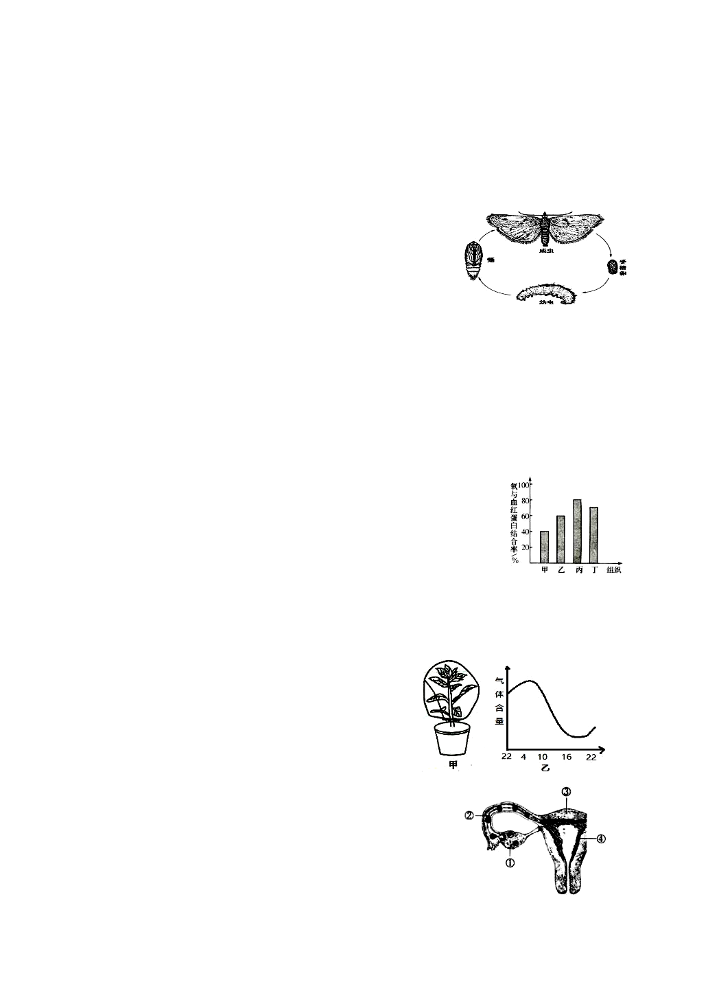 成虫
蛹
受精卵
幼虫
氧与血红蛋白结合率/%
100
80
60
40
20
甲 乙 丙 丁 组织
气体含量
22 4 10 16 22
甲
乙
③
②
④
①